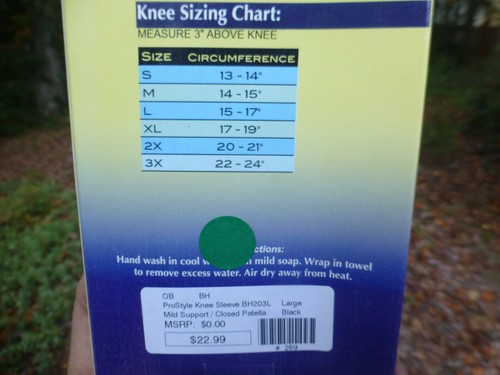 Knee Sizing Chart:
MEASURE 3" ABOVE KNEE
SIZE CIRCUMFERENCE
S 13 - 14"
M 14 - 15"
L 15 - 17"
XL 17 - 19"
2X 20 - 21"
3X 22 - 24"
ctions:
Hand wash in cool w mild soap. Wrap in towel
to remove excess water. Air dry away from heat.
OB BH
ProStyle Knee Sleeve BH203L Large
Mild Support / Closed Patella Black
MSRP: $0.00
$22.99
# 269